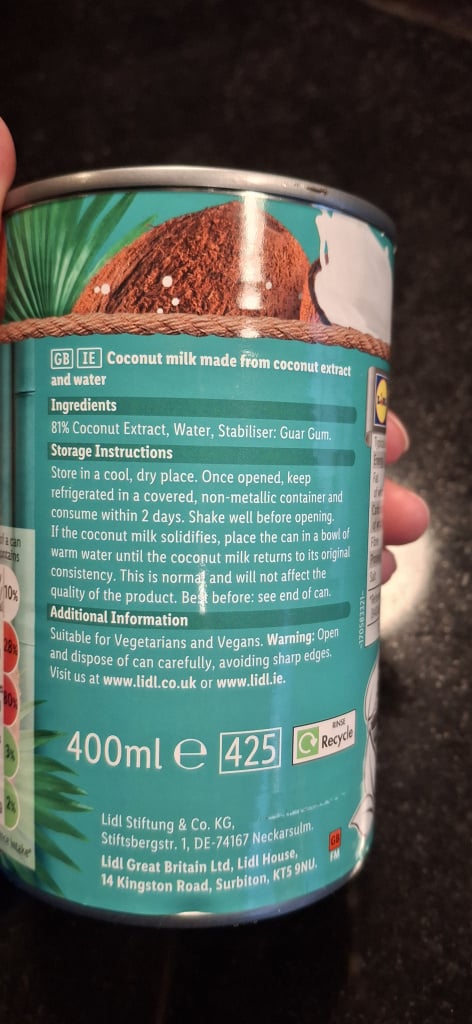 GB IE Coconut milk made from coconut extract
and water
Ingredients
81% Coconut Extract, Water, Stabiliser: Guar Gum.
Storage Instructions
Store in a cool, dry place. Once opened, keep
refrigerated in a covered, non-metallic container and
consume within 2 days. Shake well before opening.
If the coconut milk solidifies, place the can in a bowl of
warm water until the coconut milk returns to its original
consistency. This is normal and will not affect the
quality of the product. Best before: see end of can.
Additional Information
Suitable for Vegetarians and Vegans. Warning: Open
and dispose of can carefully, avoiding sharp edges.
Visit us at www.lidl.co.uk or www.lidl.ie.
400ml e 425
RINSE
Recycle
Lidl Stiftung & Co. KG,
Stiftsbergstr. 1, DE-74167 Neckarsulm.
Lidl Great Britain Ltd, Lidl House,
14 Kingston Road, Surbiton, KT5 9NU.
GB
FM
a can
10%
28%
60%
3%
2%